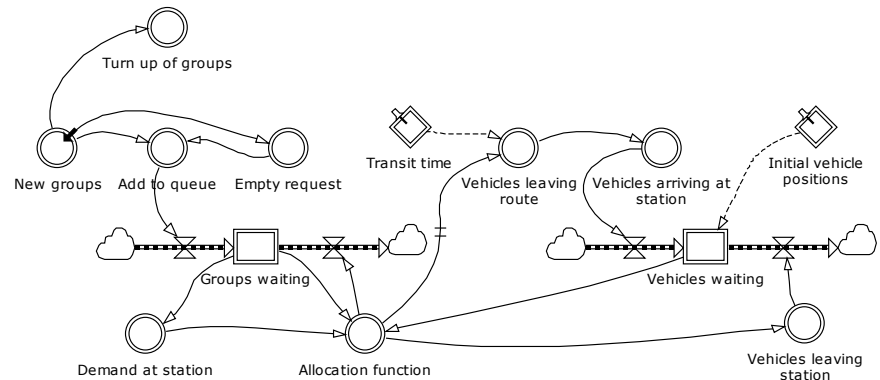 Turn up of groups
New groups
Add to queue
Empty request
Transit time
Vehicles leaving
route
Vehicles arriving at
station
Initial vehicle
positions
Groups waiting
Vehicles waiting
Demand at station
Allocation function
Vehicles leaving
station